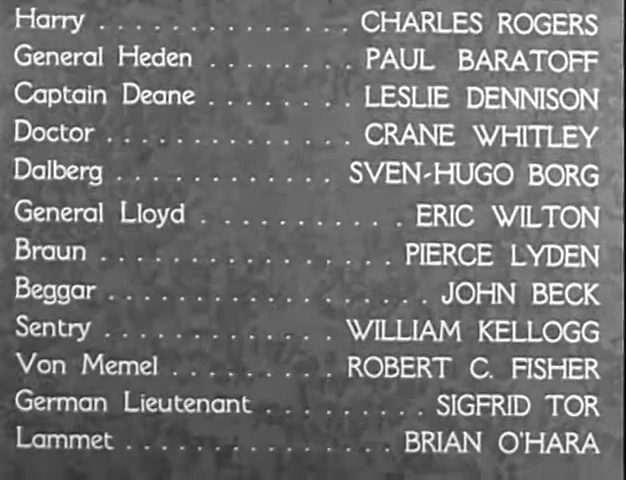 Harry . . . . . . . . . . . . . . CHARLES ROGERS
General Heden . . . . . . . . PAUL BARATOFF
Captain Deane . . . . . . . . LESLIE DENNISON
Doctor . . . . . . . . . . . . . . CRANE WHITLEY
Dalberg . . . . . . . . . . . . SVEN-HUGO BORG
General Lloyd . . . . . . . . . . . ERIC WILTON
Braun . . . . . . . . . . . . . . . . PIERCE LYDEN
Beggar . . . . . . . . . . . . . . . . . JOHN BECK
Sentry . . . . . . . . . . . . . WILLIAM KELLOGG
Von Memel . . . . . . . . . ROBERT C. FISHER
German Lieutenant . . . . . . . . . SIGFRID TOR
Lammet . . . . . . . . . . . . . . . BRIAN O'HARA